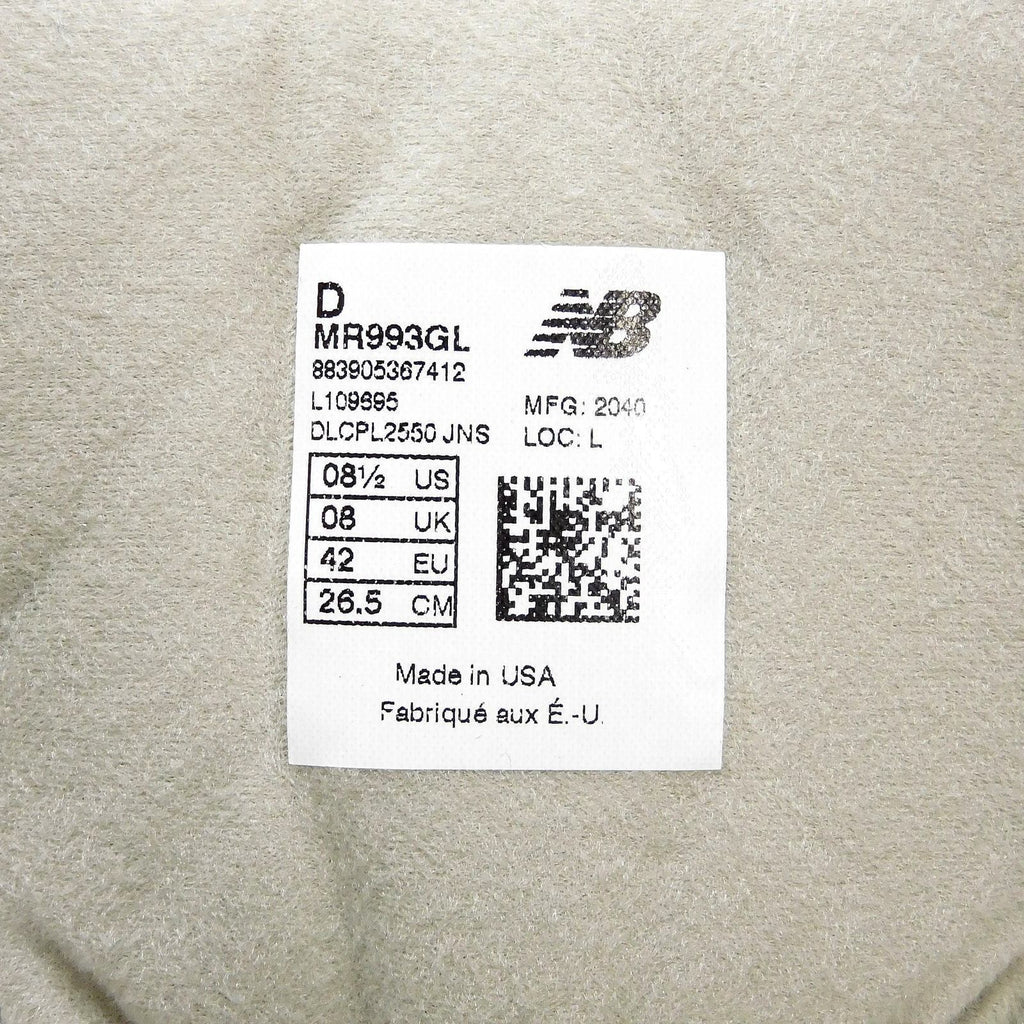 D
MR993GL
883905367412
L109695
DLCPL2550 JNS
NB
MFG: 2040
LOC: L
08½ US
08 UK
42 EU
26.5 CM
Made in USA
Fabriqué aux É.-U.